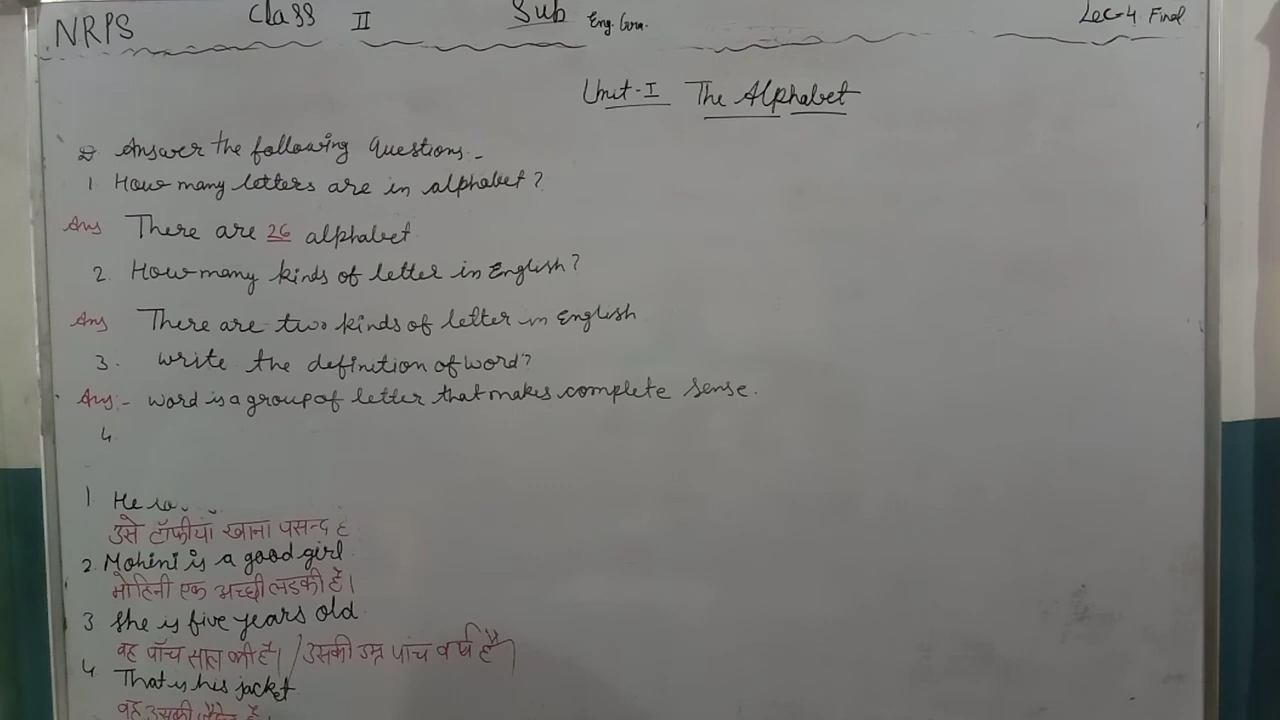 NRPS Class II Sub Eng. Gra. Lec-4 Final
Unit-I The Alphabet
Answer the following Questions:-
1. How many letters are in alphabet?
Ans There are 26 alphabet
2. How many kinds of letter in English?
Ans There are two kinds of letter in English
3. Write the definition of word?
Ans:- word is a group of letter that makes complete sense.
4
1 He
उसे टॉफीयां खाना पसन्द है
2. Mohini is a good girl
मोहिनी एक अच्छी लडकी है।
3 She is five years old
वह पाँच साल की है। / उसकी उम्र पांच वर्ष है।
4 That is his jacket
वह उसकी है।